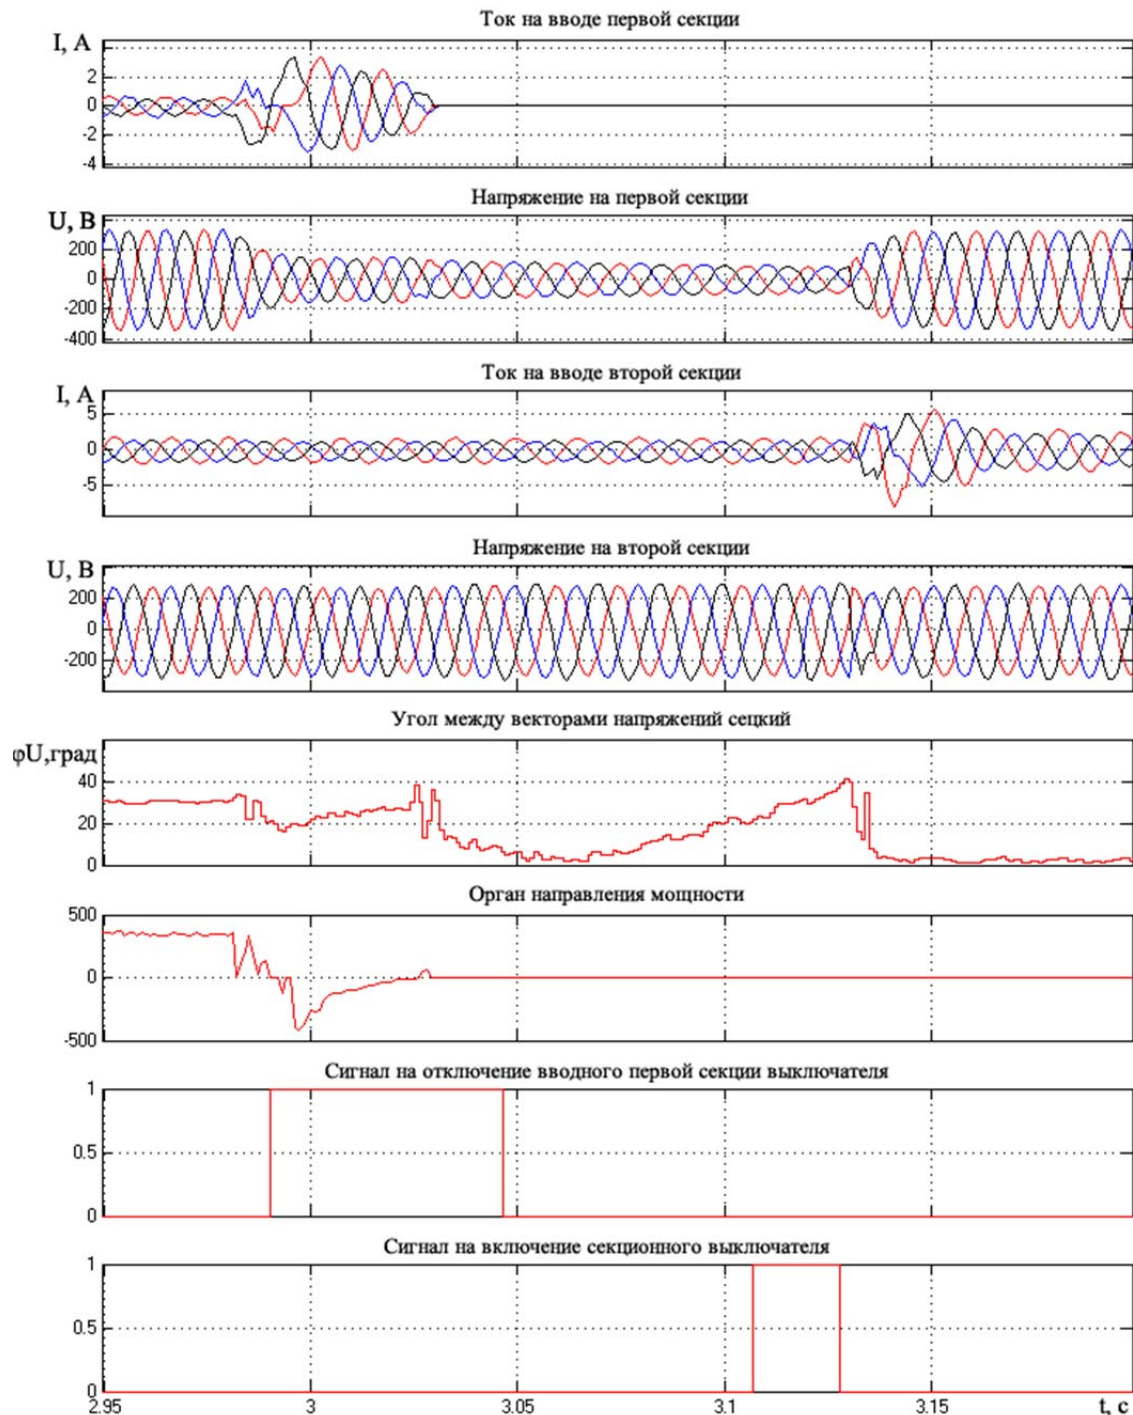 Ток на вводе первой секции
I, А
2
0
-2
-4
Напряжение на первой секции
U, В
200
0
-200
-400
Ток на вводе второй секции
I, А
5
0
-5
Напряжение на второй секции
U, В
200
0
-200
Угол между векторами напряжений сецкий
φU,град
40
20
0
Орган направления мощности
500
0
-500
Сигнал на отключение вводного первой секции выключателя
1
0.5
0
Сигнал на включение секционного выключателя
1
0.5
0
2.95 3 3.05 3.1 3.15 t, с